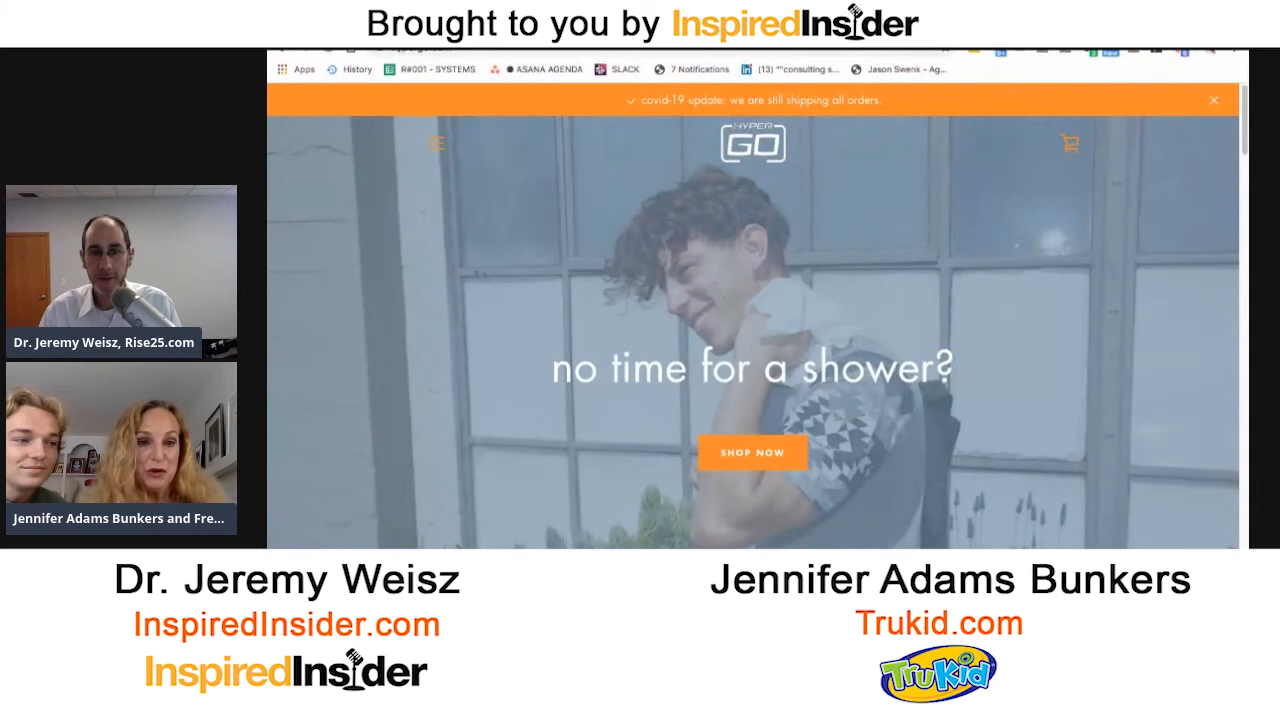 Brought to you by InspiredInsider
Apps History R#001 - SYSTEMS ASANA AGENDA SLACK 7 Notifications (13) "“consulting s... Jason Swenk - Ag...
covid-19 update: we are still shipping all orders.
HYPER
GO
no time for a shower?
SHOP NOW
Dr. Jeremy Weisz, Rise25.com
Jennifer Adams Bunkers and Fre...
Dr. Jeremy Weisz
InspiredInsider.com
InspiredInsider
Jennifer Adams Bunkers
Trukid.com
TruKid